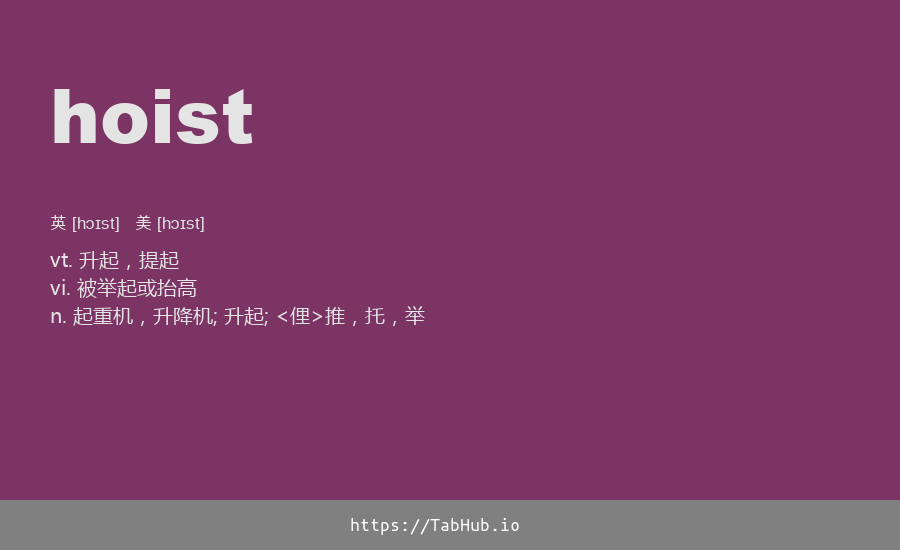 hoist
英 [hɔɪst] 美 [hɔɪst]
vt. 升起，提起
vi. 被举起或抬高
n. 起重机，升降机; 升起; <俚>推，托，举
https://TabHub.io